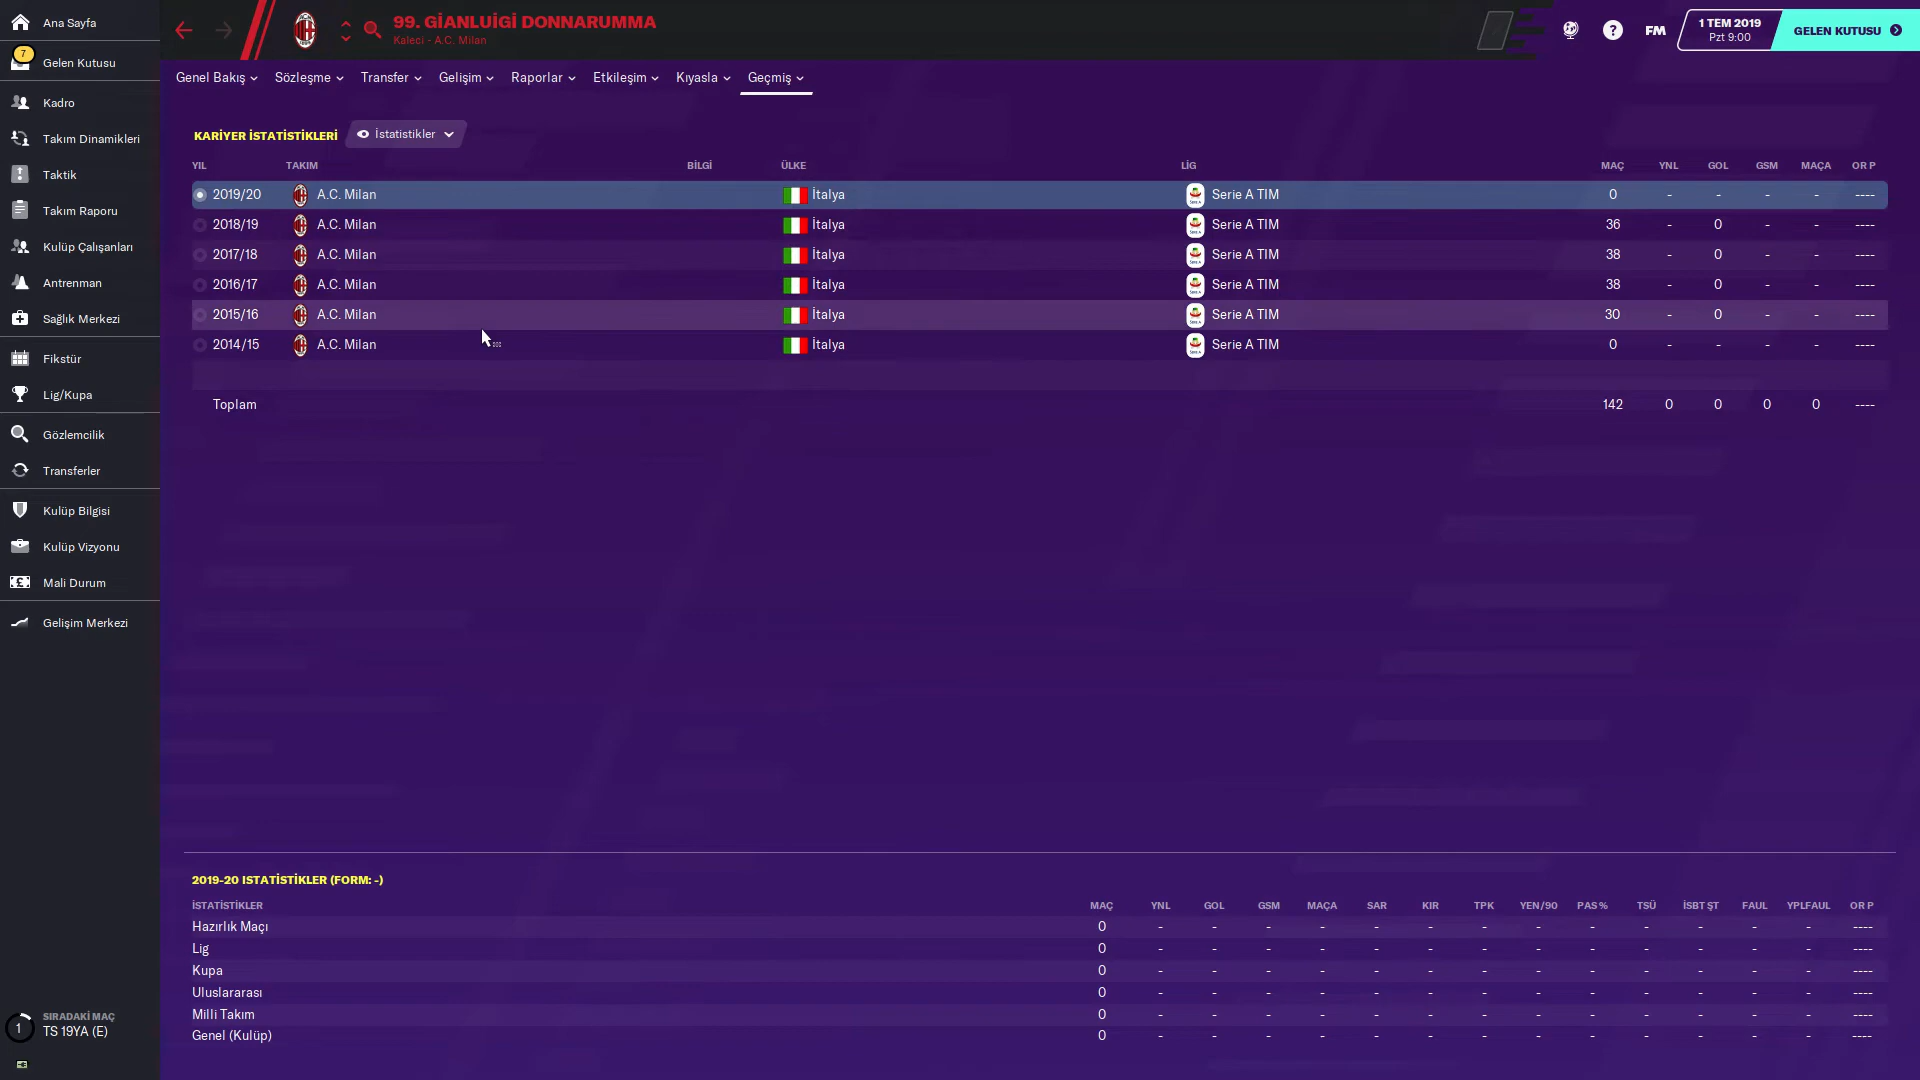 Ana Sayfa
7
Gelen Kutusu
Kadro
Takım Dinamikleri
Taktik
Takım Raporu
Kulüp Çalışanları
Antrenman
Sağlık Merkezi
Fikstür
Lig/Kupa
Gözlemcilik
Transferler
Kulüp Bilgisi
Kulüp Vizyonu
Mali Durum
Gelişim Merkezi
1 SIRADAKİ MAÇ
TS 19YA (E)
99. GİANLUİGİ DONNARUMMA
Kaleci - A.C. Milan
FM
1 TEM 2019
Pzt 9:00
GELEN KUTUSU
Genel Bakış Sözleşme Transfer Gelişim Raporlar Etkileşim Kıyasla Geçmiş
KARİYER İSTATİSTİKLERİ İstatistikler
YIL TAKIM BİLGİ ÜLKE LİG MAÇ YNL GOL GSM MAÇA OR P
2019/20 A.C. Milan İtalya Serie A TIM 0 - - - - ----
2018/19 A.C. Milan İtalya Serie A TIM 36 - 0 - - ----
2017/18 A.C. Milan İtalya Serie A TIM 38 - 0 - - ----
2016/17 A.C. Milan İtalya Serie A TIM 38 - 0 - - ----
2015/16 A.C. Milan İtalya Serie A TIM 30 - 0 - - ----
2014/15 A.C. Milan İtalya Serie A TIM 0 - - - - ----
Toplam 142 0 0 0 0 ----
2019-20 ISTATİSTİKLER (FORM: -)
İSTATİSTİKLER MAÇ YNL GOL GSM MAÇA SAR KIR TPK YEN/90 PAS % TSÜ İSBT ŞT FAUL YPLFAUL OR P
Hazırlık Maçı 0 - - - - - - - - - - - - - ----
Lig 0 - - - - - - - - - - - - - ----
Kupa 0 - - - - - - - - - - - - - ----
Uluslararası 0 - - - - - - - - - - - - - ----
Milli Takım 0 - - - - - - - - - - - - - ----
Genel (Kulüp) 0 - - - - - - - - - - - - - ----